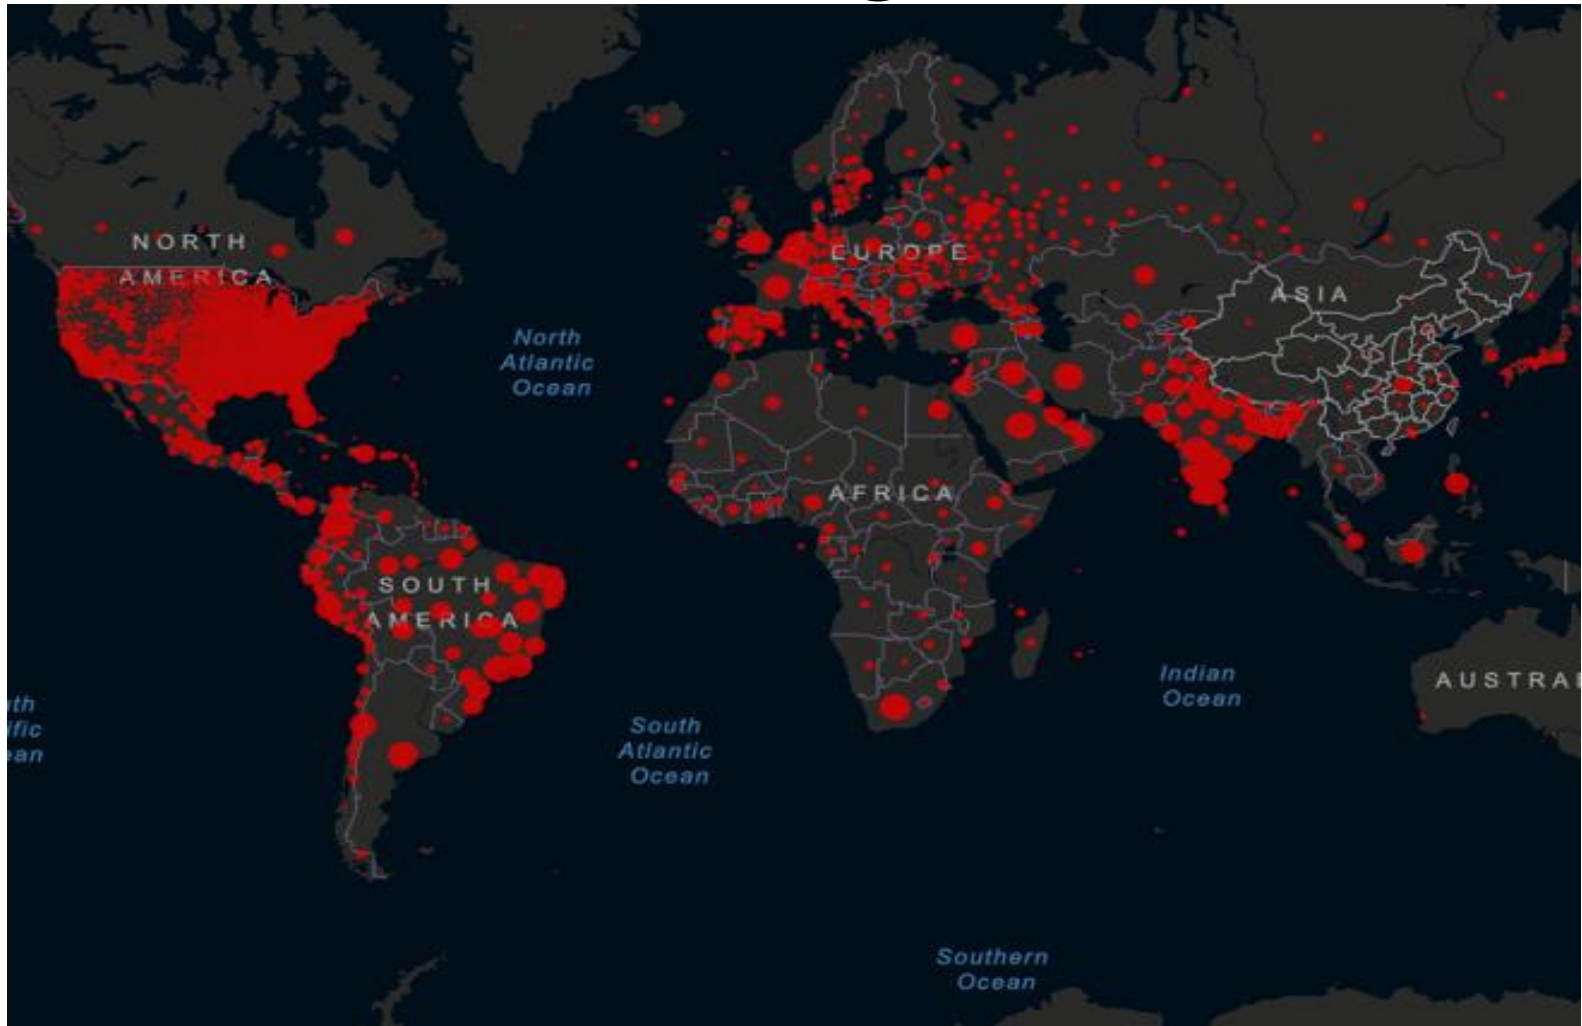 NORTH
AMERICA
EUROPE
ASIA
North
Atlantic
Ocean
AFRICA
SOUTH
AMERICA
Indian
Ocean
South
Atlantic
Ocean
Southern
Ocean